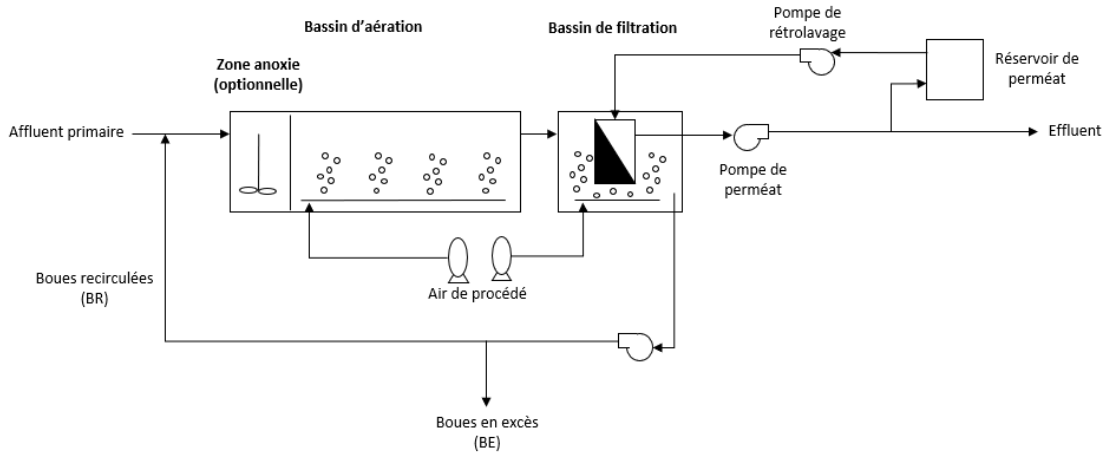 Bassin d'aération
Bassin de filtration
Pompe de
rétrolavage
Zone anoxie
(optionnelle)
Réservoir de
perméat
Affluent primaire
Effluent
Pompe de
perméat
Boues recirculées
(BR)
Air de procédé
Boues en excès
(BE)